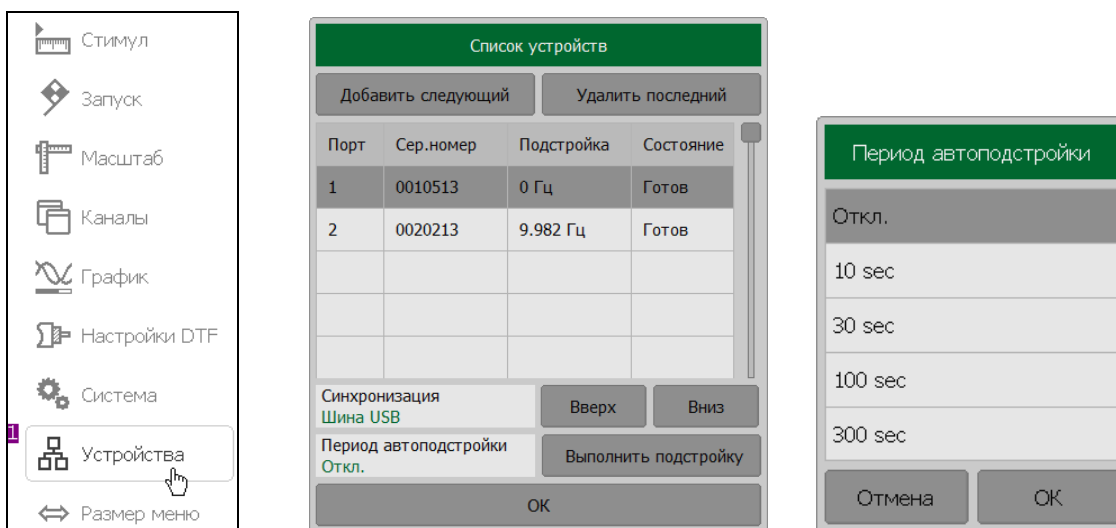 Стимул
Запуск
Масштаб
Каналы
График
Настройки DTF
Система
1
Устройства
Размер меню
Список устройств
Добавить следующий Удалить последний
Порт Сер.номер Подстройка Состояние
1 0010513 0 Гц Готов
2 0020213 9.982 Гц Готов
Синхронизация
Шина USB
Вверх Вниз
Период автоподстройки
Откл.
Выполнить подстройку
ОК
Период автоподстройки
Откл.
10 sec
30 sec
100 sec
300 sec
Отмена ОК